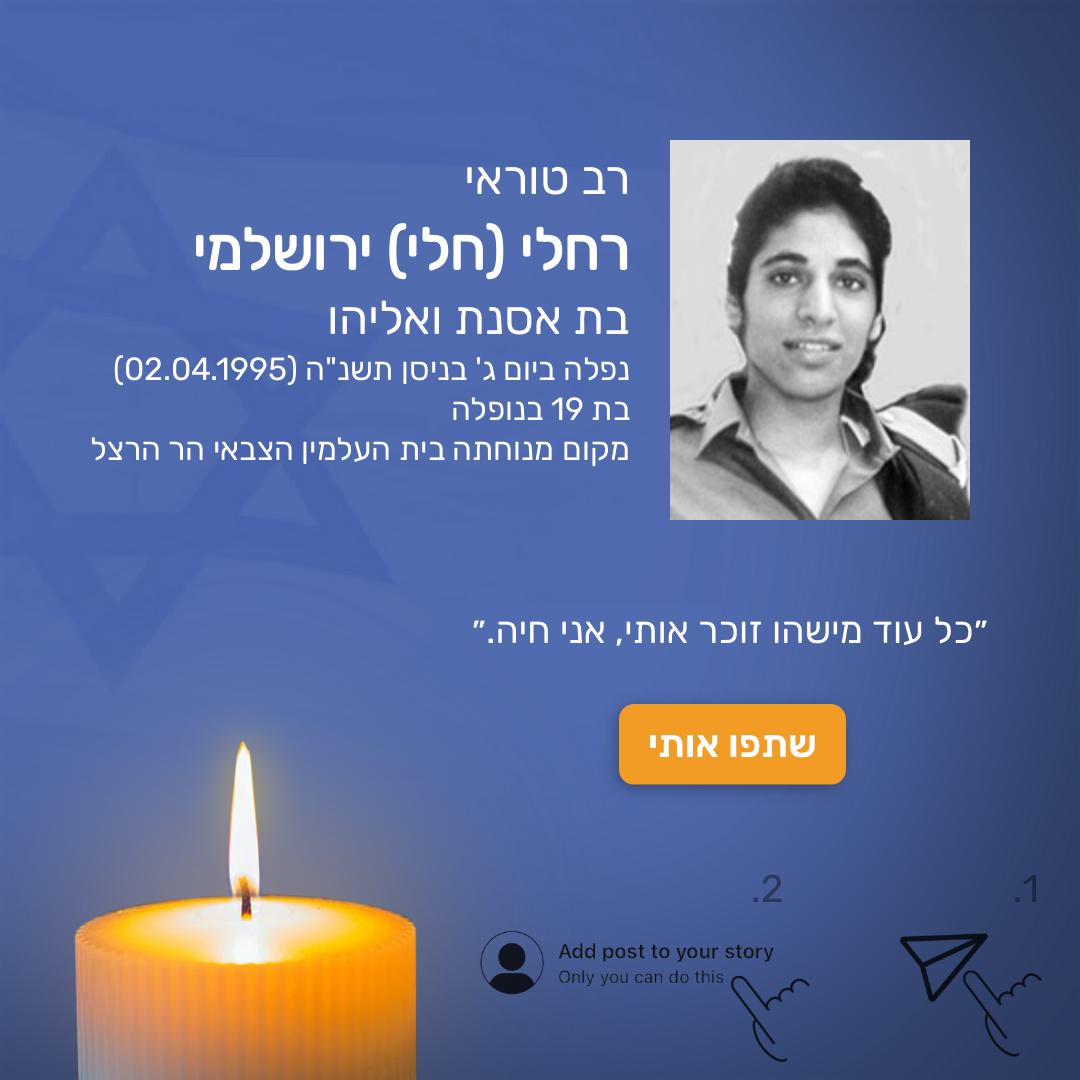 רב טוראי
רחלי (חלי) ירושלמי
בת אסנת ואליהו
נפלה ביום ג' בניסן תשנ"ה (02.04.1995)
בת 19 בנופלה
מקום מנוחתה בית העלמין הצבאי הר הרצל
״כל עוד מישהו זוכר אותי, אני חיה.״
שתפו אותי
1.
2.
Add post to your story
Only you can do this